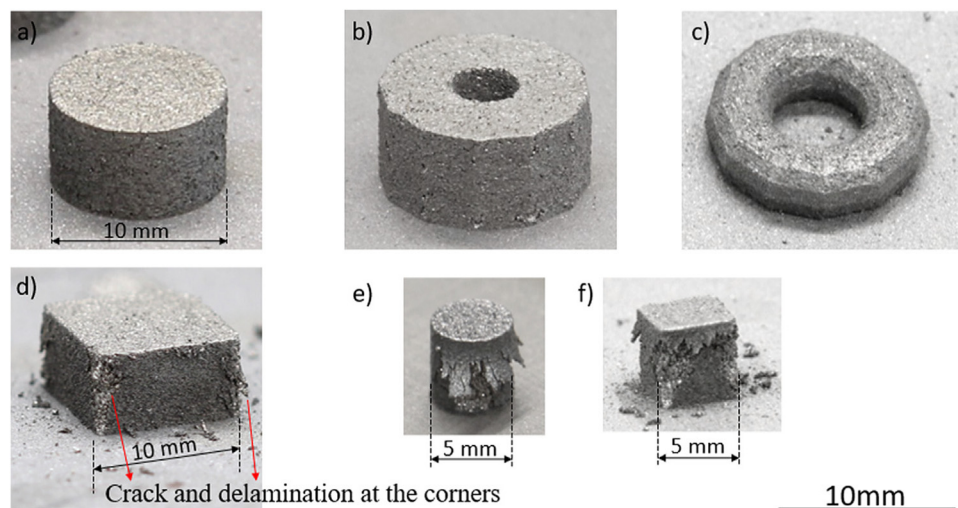 a)
b)
c)
10 mm
d)
e)
f)
10 mm
5 mm
5 mm
Crack and delamination at the corners
10mm